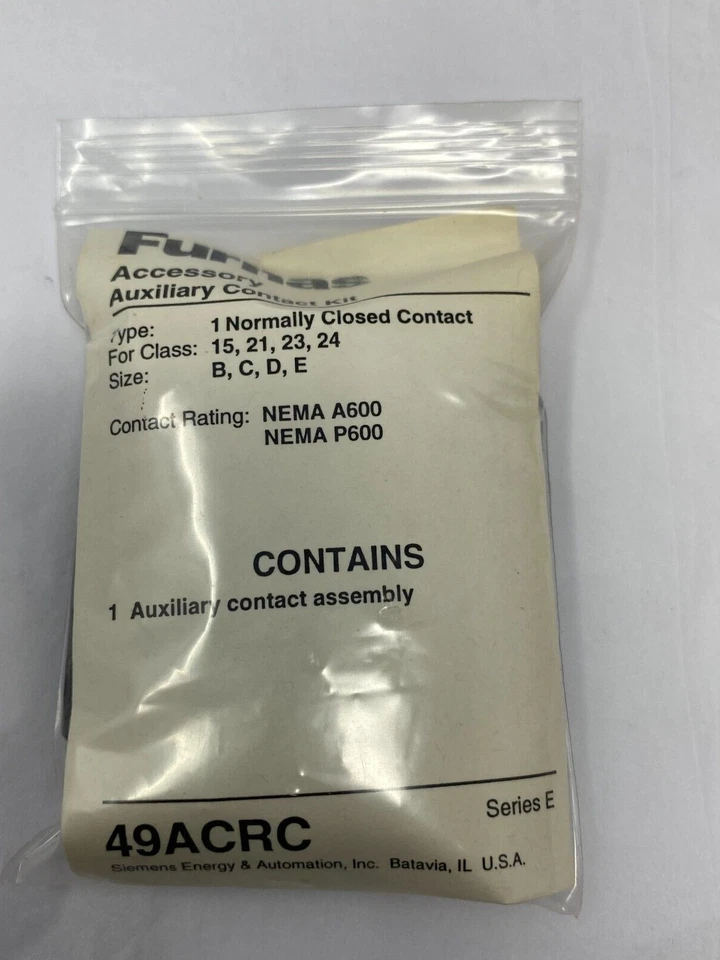 Furnas
Accessory
Auxiliary Contact Kit
Type: 1 Normally Closed Contact
For Class: 15, 21, 23, 24
Size: B, C, D, E
Contact Rating: NEMA A600
NEMA P600
CONTAINS
1 Auxiliary contact assembly
Series E
49ACRC
Siemens Energy & Automation, Inc. Batavia, IL U.S.A.